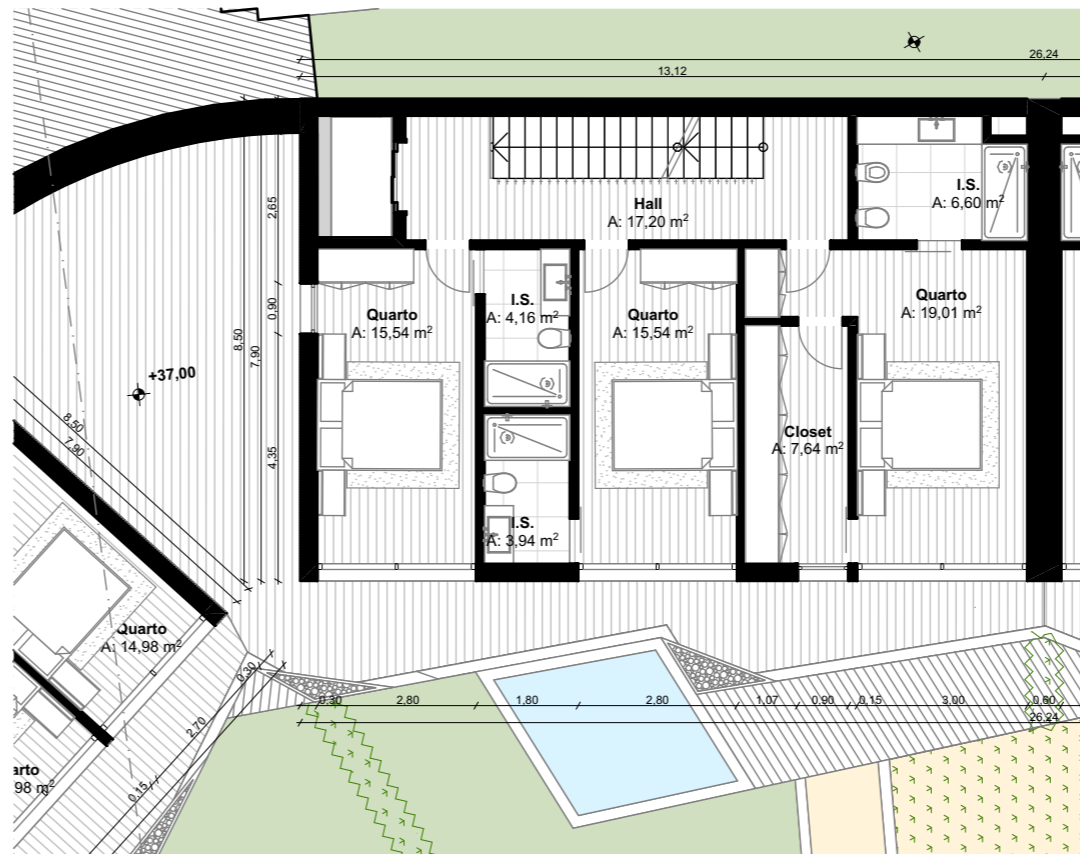 26,24
13,12
2,65
0,90
8,50
7,90
4,35
Hall
A: 17,20 m²
I.S.
A: 6,60 m²
Quarto
A: 15,54 m²
I.S.
A: 4,16 m²
Quarto
A: 15,54 m²
Quarto
A: 19,01 m²
+37,00
8,50
7,90
Closet
A: 7,64 m²
I.S.
A: 3,94 m²
Quarto
A: 14,98 m²
0,30
2,70
0,15
arto
98 m²
0,30
2,80
1,80
2,80
1,07
0,90
0,15
3,00
0,60
26,24